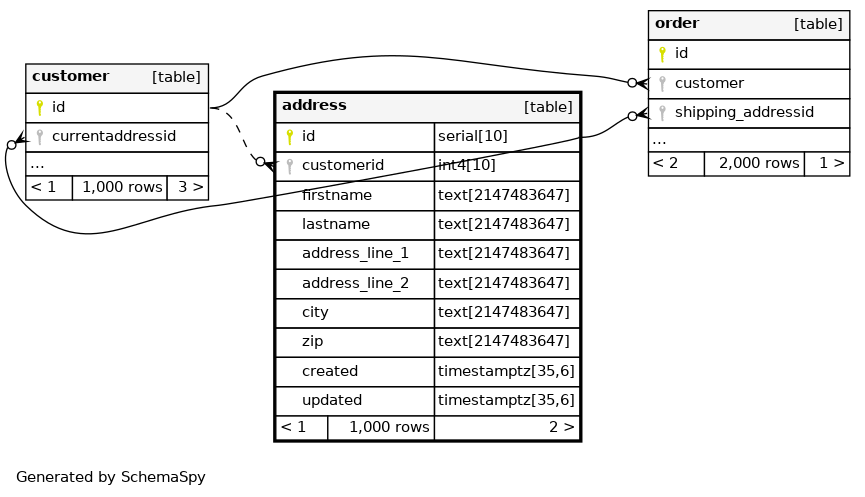 customer [table]
id
currentaddressid
...
< 1 1,000 rows 3 >
address [table]
id serial[10]
customerid int4[10]
firstname text[2147483647]
lastname text[2147483647]
address_line_1 text[2147483647]
address_line_2 text[2147483647]
city text[2147483647]
zip text[2147483647]
created timestamptz[35,6]
updated timestamptz[35,6]
< 1 1,000 rows 2 >
order [table]
id
customer
shipping_addressid
...
< 2 2,000 rows 1 >
Generated by SchemaSpy